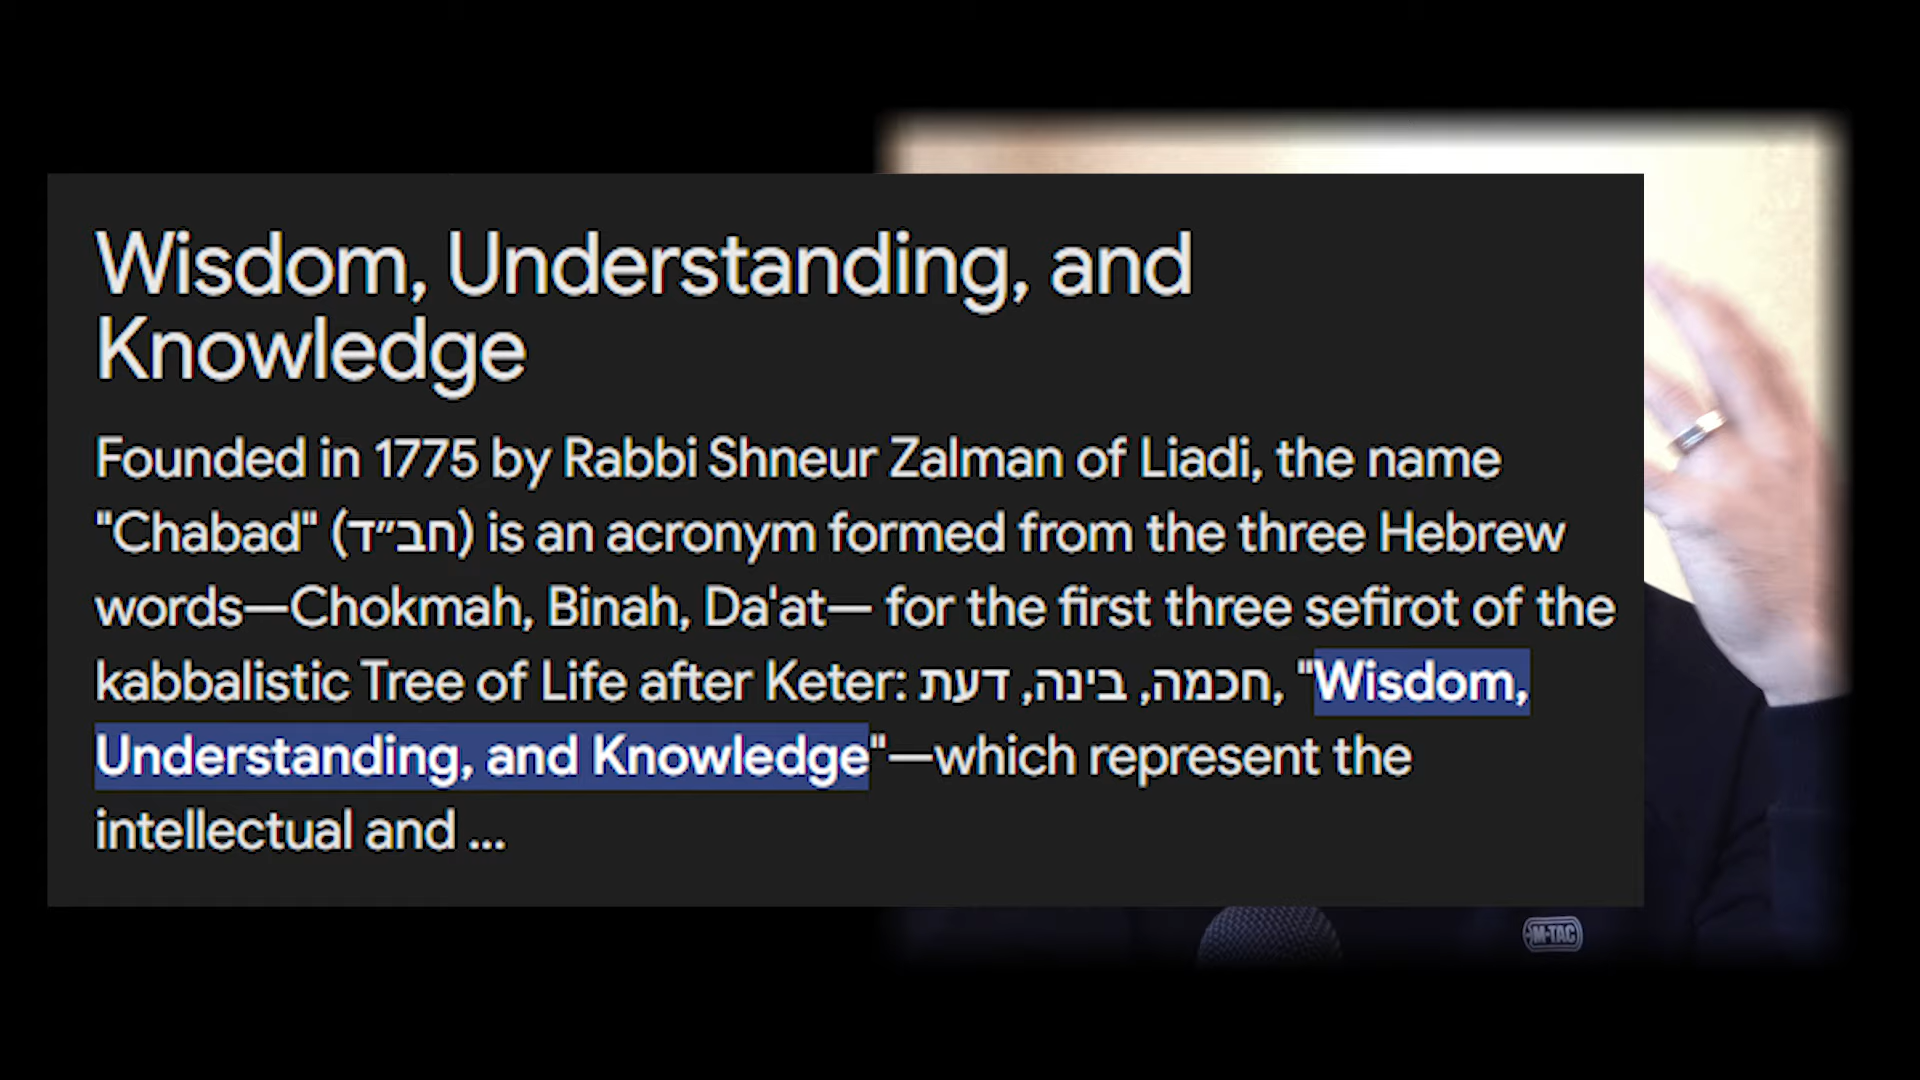 Wisdom, Understanding, and
Knowledge
Founded in 1775 by Rabbi Shneur Zalman of Liadi, the name
"Chabad" (חב״ד) is an acronym formed from the three Hebrew
words—Chokmah, Binah, Da'at— for the first three sefirot of the
kabbalistic Tree of Life after Keter: חכמה, בינה, דעת, "Wisdom,
Understanding, and Knowledge"—which represent the
intellectual and ...
M-TAC